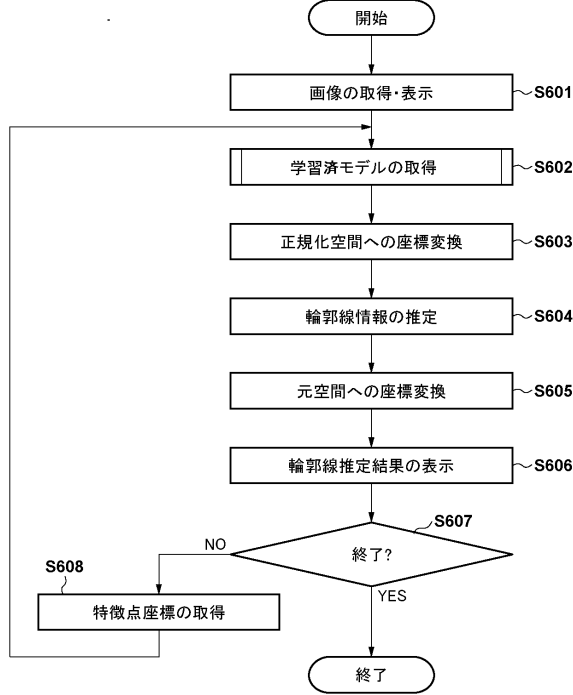 開始
画像の取得・表示
S601
学習済モデルの取得
S602
正規化空間への座標変換
S603
輪郭線情報の推定
S604
元空間への座標変換
S605
輪郭線推定結果の表示
S606
S607
終了?
NO
YES
S608
特徴点座標の取得
終了